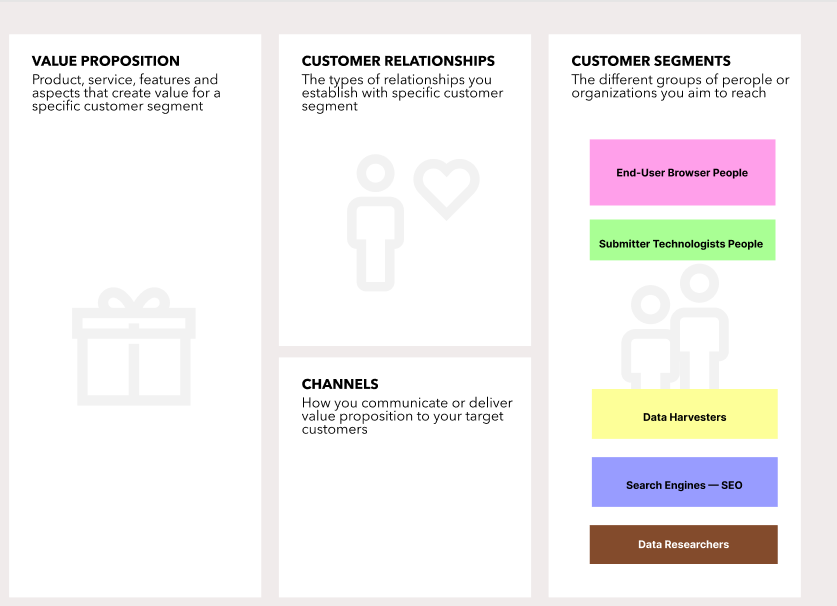 VALUE PROPOSITION
Product, service, features and
aspects that create value for a
specific customer segment
CUSTOMER RELATIONSHIPS
The types of relationships you
establish with specific customer
segment
CHANNELS
How you communicate or deliver
value proposition to your target
customers
CUSTOMER SEGMENTS
The different groups of perople or
organizations you aim to reach
End-User Browser People
Submitter Technologists People
Data Harvesters
Search Engines — SEO
Data Researchers